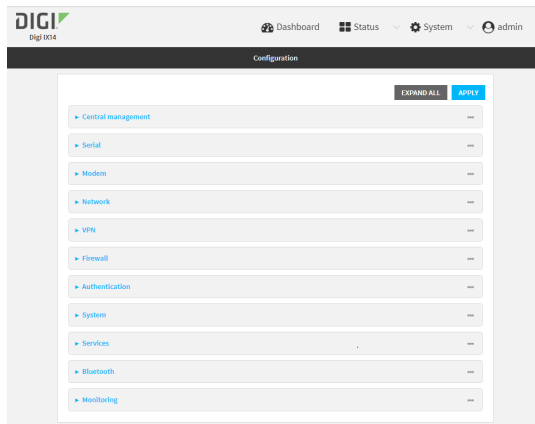 DIGI
Digi IX14
Dashboard Status System admin
Configuration
EXPAND ALL APPLY
Central management
Serial
Modem
Network
VPN
Firewall
Authentication
System
Services
Bluetooth
Monitoring